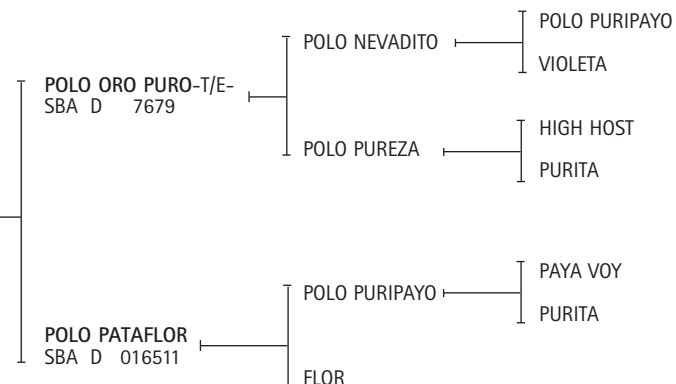 POLO PURIPAYO
POLO NEVADITO
VIOLETA
POLO ORO PURO-T/E-
SBA D 7679
HIGH HOST
POLO PUREZA
PURITA
PAYA VOY
POLO PURIPAYO
PURITA
POLO PATAFLOR
SBA D 016511
FLOR